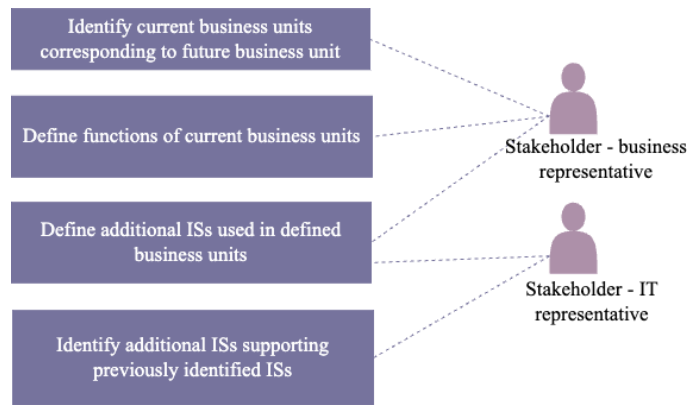 Identify current business units
corresponding to future business unit
Define functions of current business units
Stakeholder - business
representative
Define additional ISs used in defined
business units
Stakeholder - IT
representative
Identify additional ISs supporting
previously identified ISs